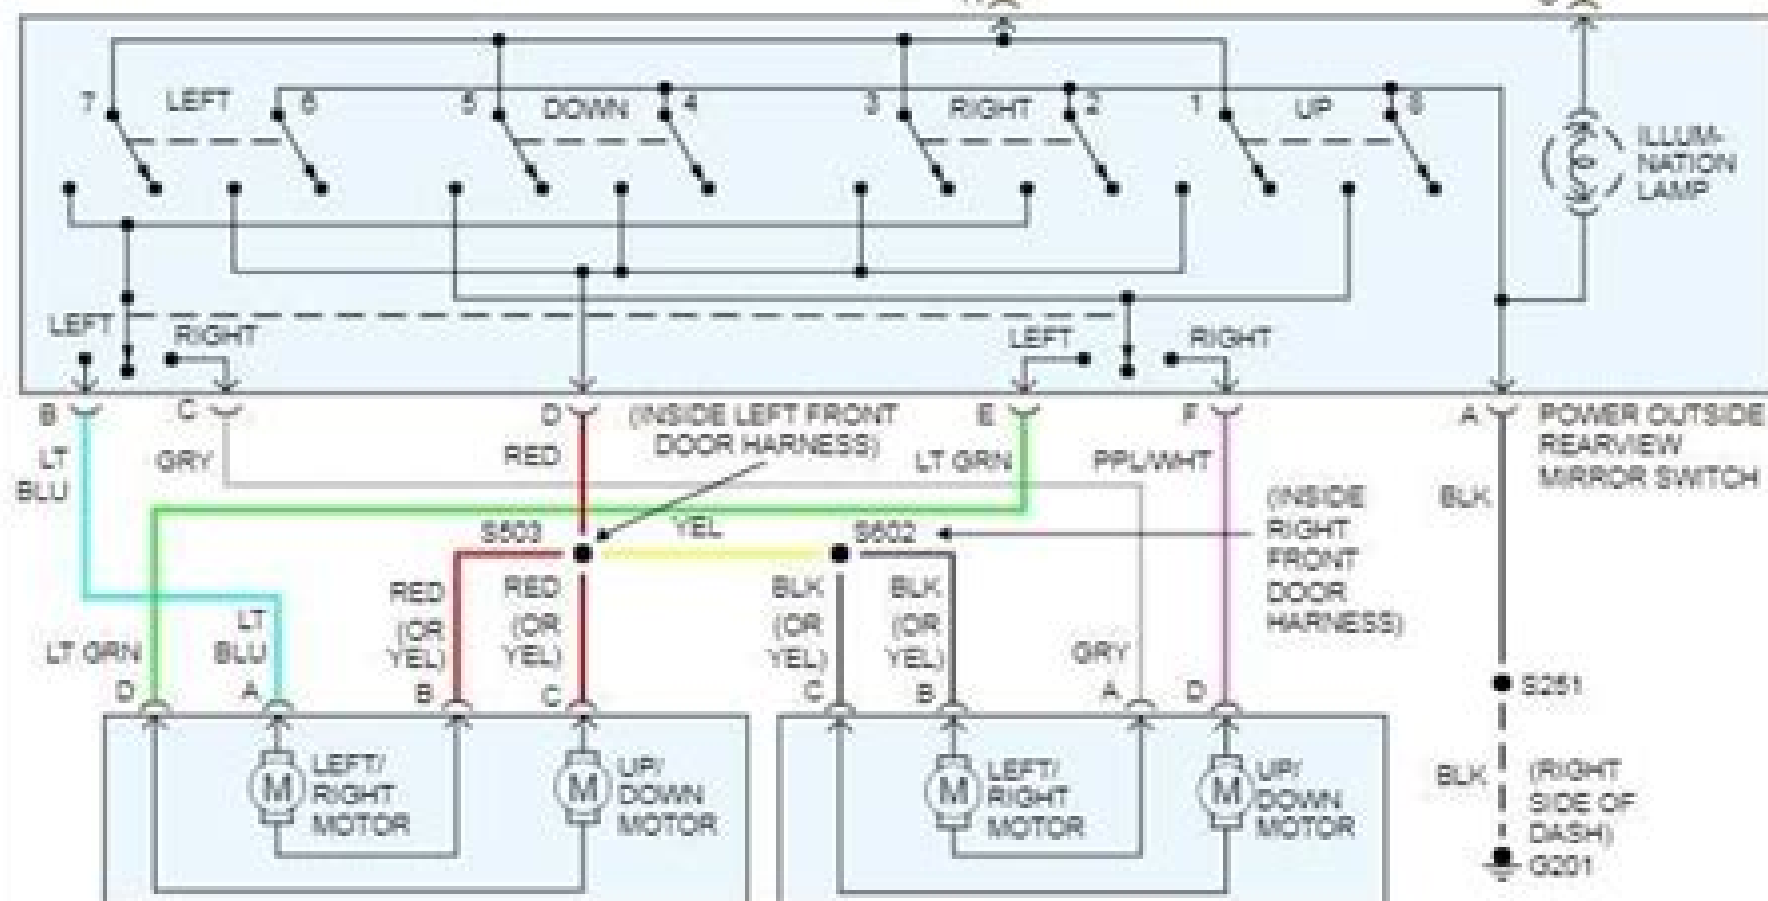 7 LEFT 6 5 DOWN 4 3 RIGHT 2 1 UP 8
ILLUM-
NATION
LAMP
LEFT RIGHT LEFT RIGHT
B C D E F A
(INSIDE LEFT FRONT
DOOR HARNESS)
POWER OUTSIDE
REARVIEW
MIRROR SWITCH
LT
BLU
GRY
RED
LT GRN
PPL/WHT
BLK
(INSIDE
RIGHT
FRONT
DOOR
HARNESS)
S503
YEL
S602
RED
(OR
YEL)
RED
(OR
YEL)
BLK
(OR
YEL)
BLK
(OR
YEL)
LT GRN
LT
BLU
GRY
D A B C C B A D
S251
BLK
(RIGHT
SIDE OF
DASH)
G201
M
LEFT/
RIGHT
MOTOR
M
UP/
DOWN
MOTOR
M
LEFT/
RIGHT
MOTOR
M
UP/
DOWN
MOTOR